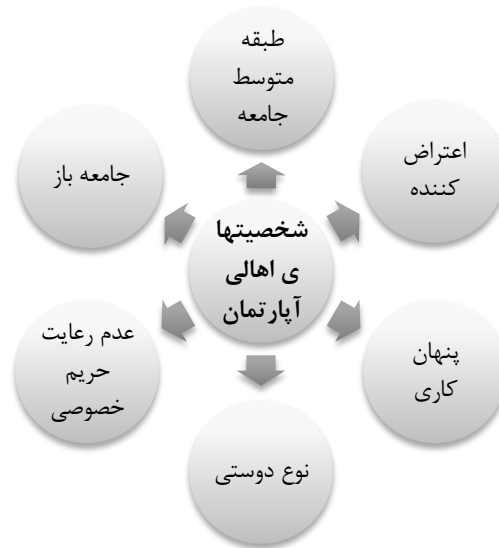 طبقه
متوسط
جامعه
اعتراض
کننده
پنهان
کاری
نوع دوستی
عدم رعایت
حریم
خصوصی
جامعه باز
شخصیتها
ی اهالی
آپارتمان